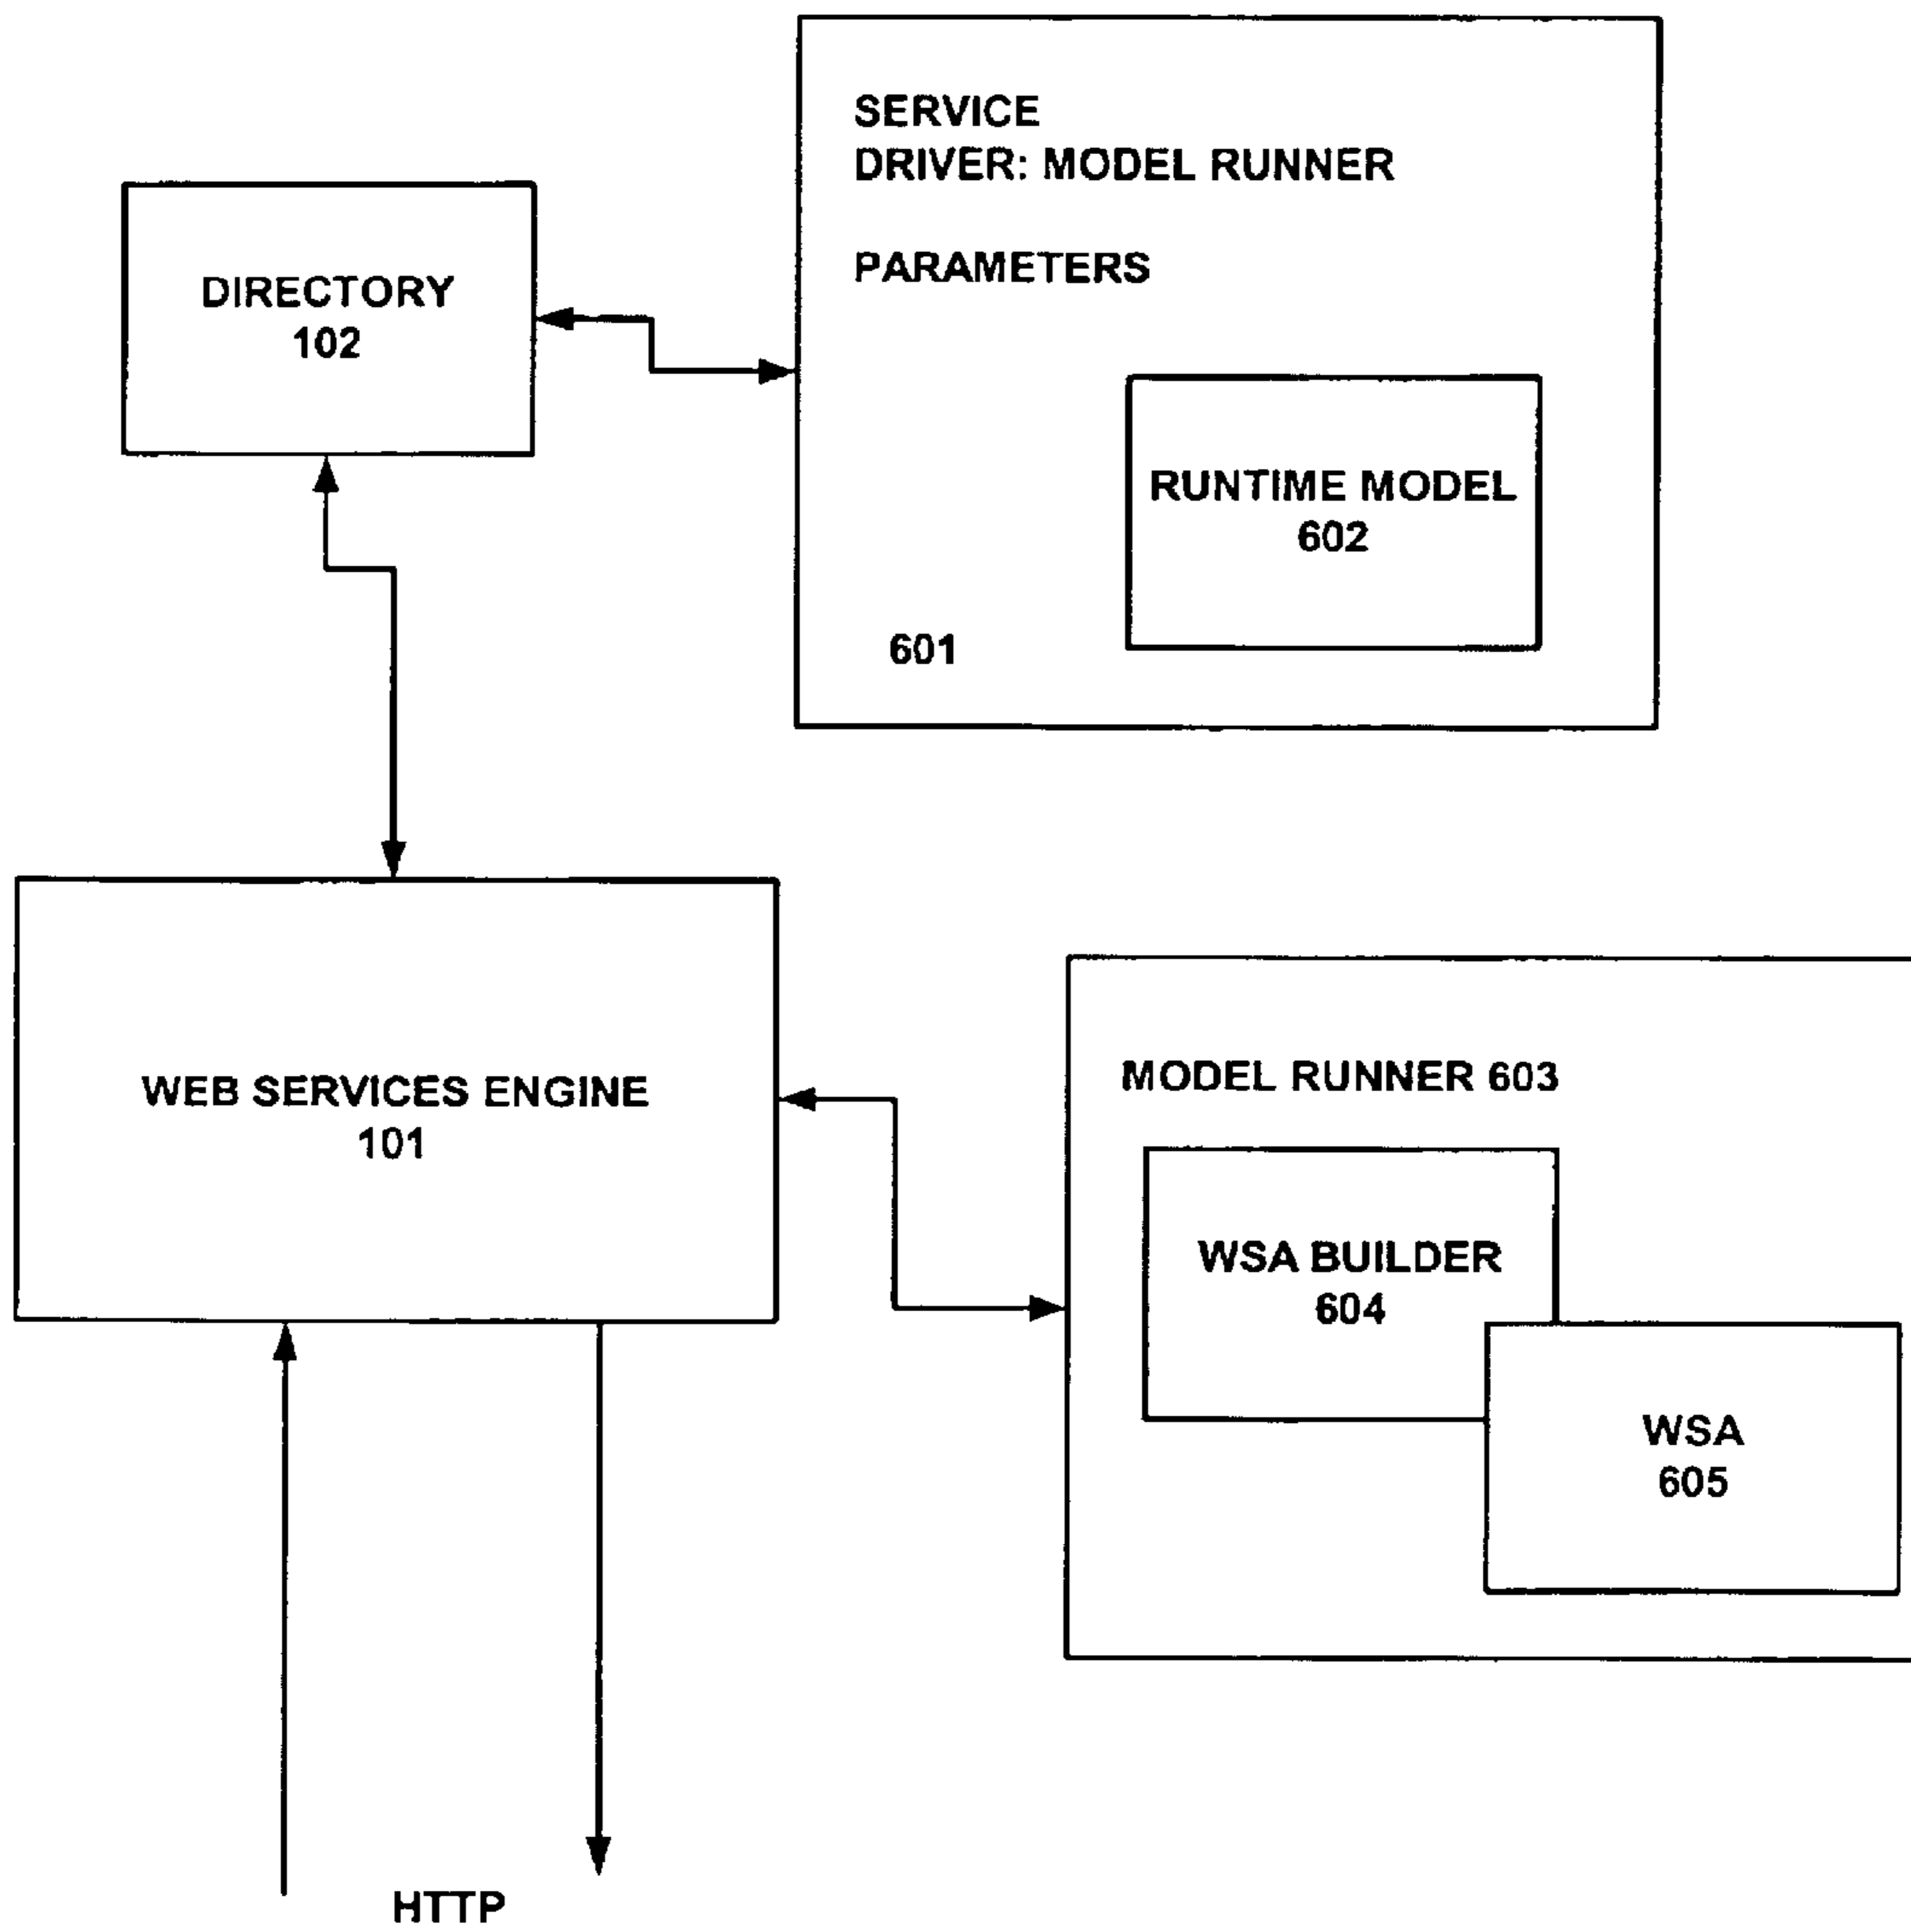 SERVICE
DRIVER: MODEL RUNNER
PARAMETERS
DIRECTORY
102
RUNTIME MODEL
602
601
WEB SERVICES ENGINE
101
MODEL RUNNER 603
WSA BUILDER
604
WSA
605
HTTP